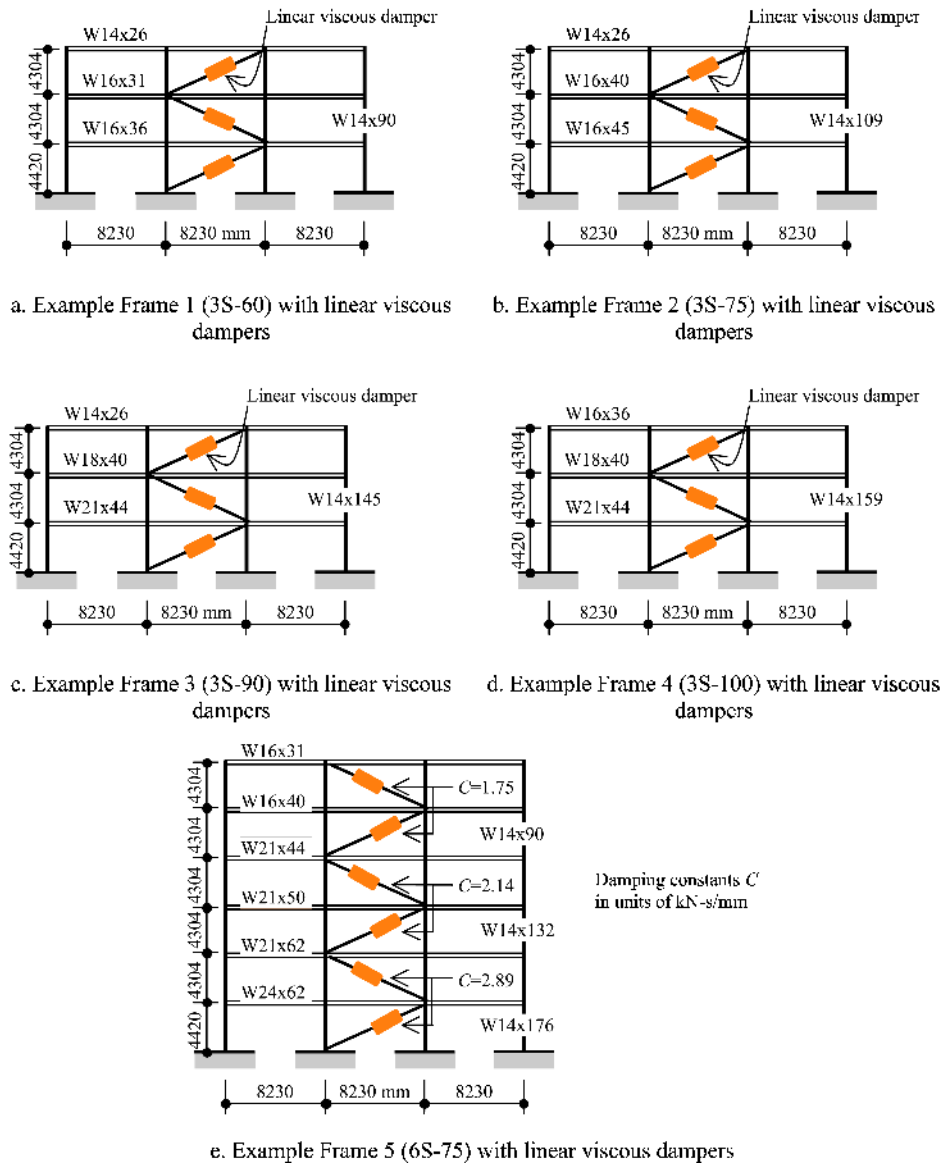 Linear viscous damper
W14x26
W16x31
W16x36
W14x90
4304
4304
4420
8230
8230 mm
8230
a. Example Frame 1 (3S-60) with linear viscous
dampers
Linear viscous damper
W14x26
W16x40
W16x45
W14x109
4304
4304
4420
8230
8230 mm
8230
b. Example Frame 2 (3S-75) with linear viscous
dampers
Linear viscous damper
W14x26
W18x40
W21x44
W14x145
4304
4304
4420
8230
8230 mm
8230
c. Example Frame 3 (3S-90) with linear viscous
dampers
Linear viscous damper
W16x36
W18x40
W21x44
W14x159
4304
4304
4420
8230
8230 mm
8230
d. Example Frame 4 (3S-100) with linear viscous
dampers
W16x31
W16x40
W21x44
W21x50
W21x62
W24x62
C=1.75
W14x90
C=2.14
W14x132
C=2.89
W14x176
4304
4304
4304
4304
4304
4420
8230
8230 mm
8230
Damping constants C
in units of kN-s/mm
e. Example Frame 5 (6S-75) with linear viscous dampers